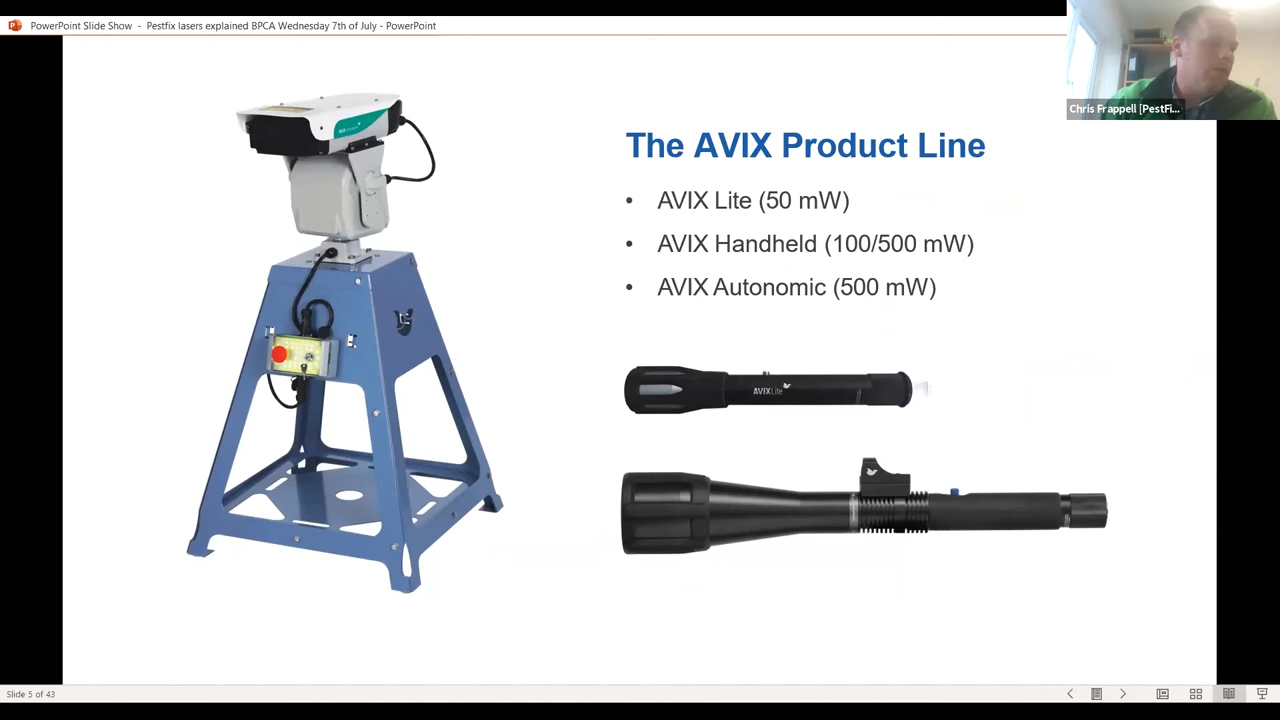 PowerPoint Slide Show - Pestfix lasers explained BPCA Wednesday 7th of July - PowerPoint
Chris Frappell [PestFi...
The AVIX Product Line
• AVIX Lite (50 mW)
• AVIX Handheld (100/500 mW)
• AVIX Autonomic (500 mW)
AVIX Lite
Slide 5 of 43